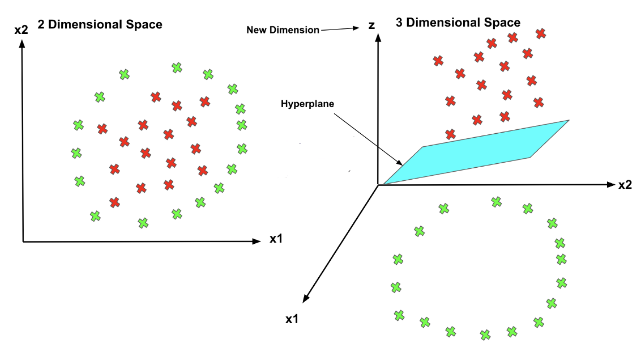 2 Dimensional Space
x2
x1
New Dimension
z
3 Dimensional Space
Hyperplane
x2
x1